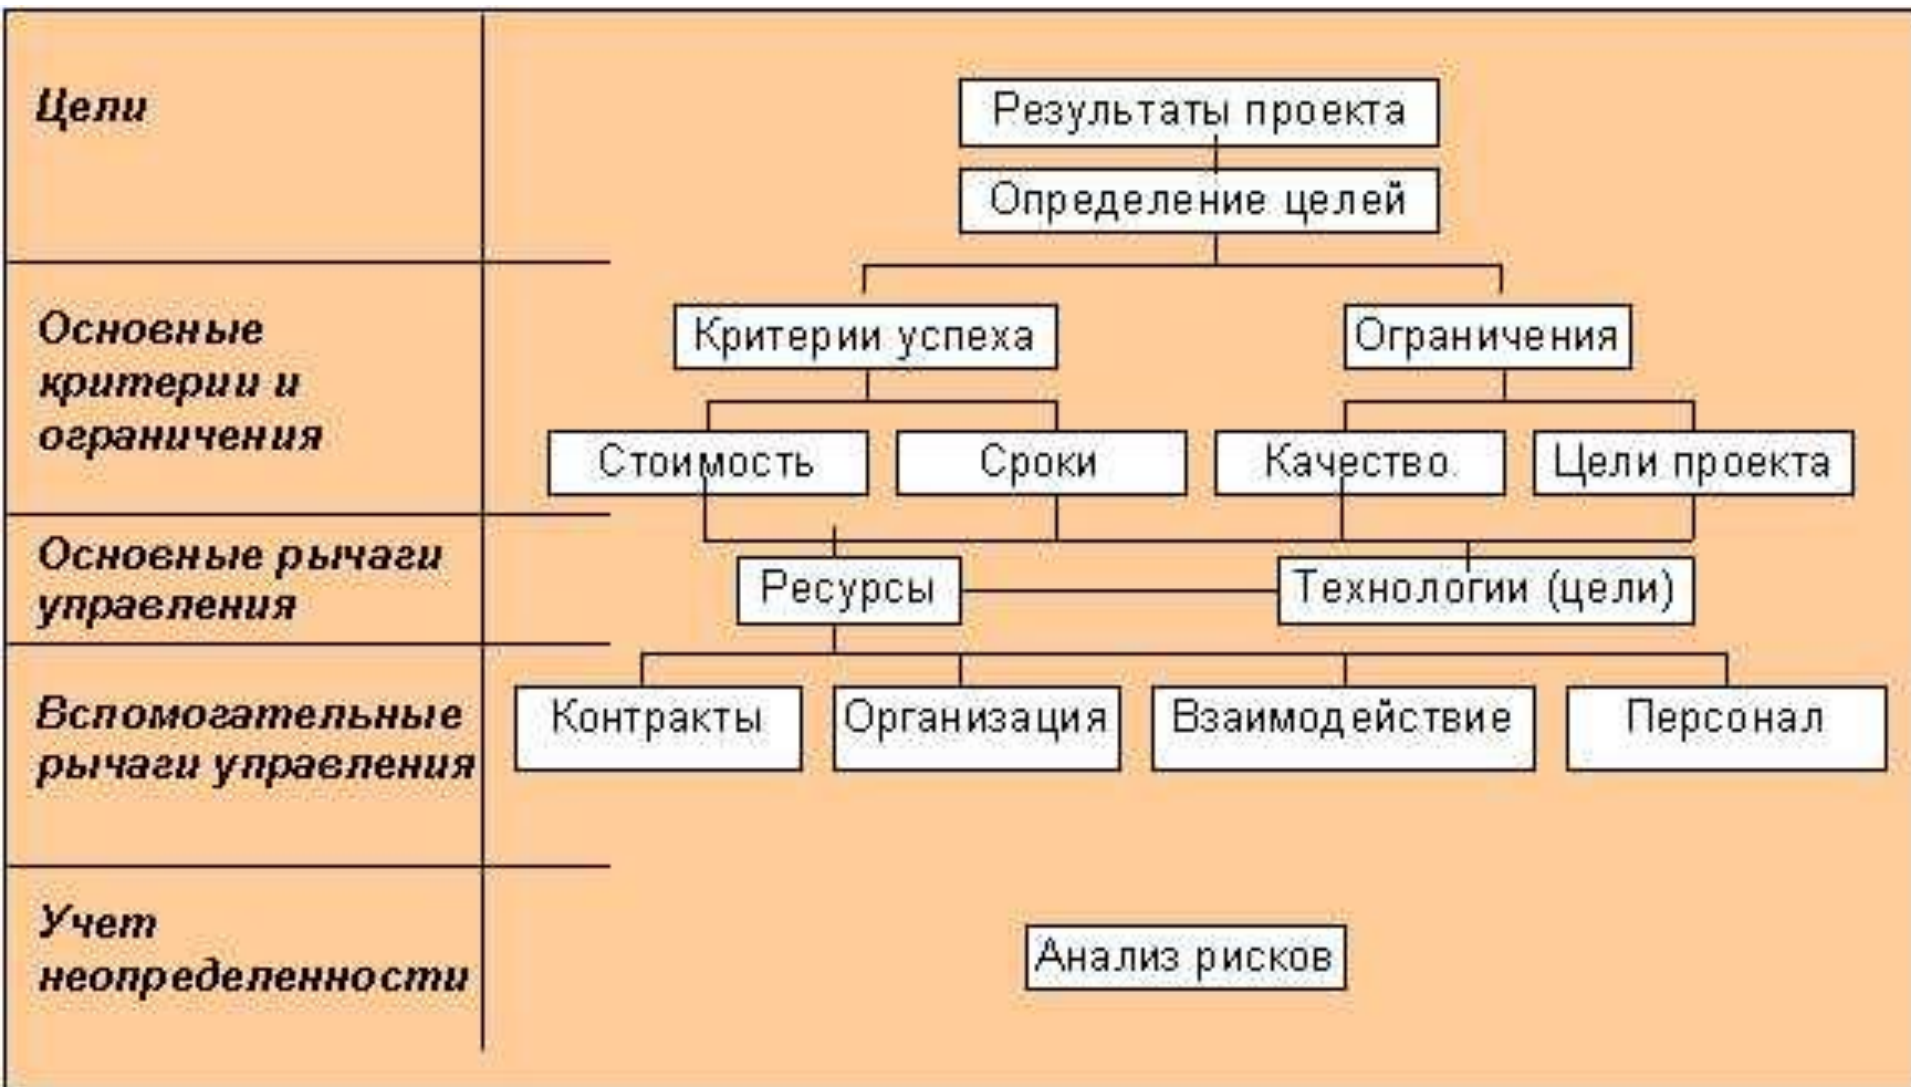 Цели
Результаты проекта
Определение целей
Основные
критерии и
ограничения
Критерии успеха
Ограничения
Стоимость
Сроки
Качество.
Цели проекта
Основные рычаги
управления
Ресурсы
Технологии (цели)
Вспомогательные
рычаги управления
Контракты
Организация
Взаимодействие
Персонал
Учет
неопределенности
Анализ рисков